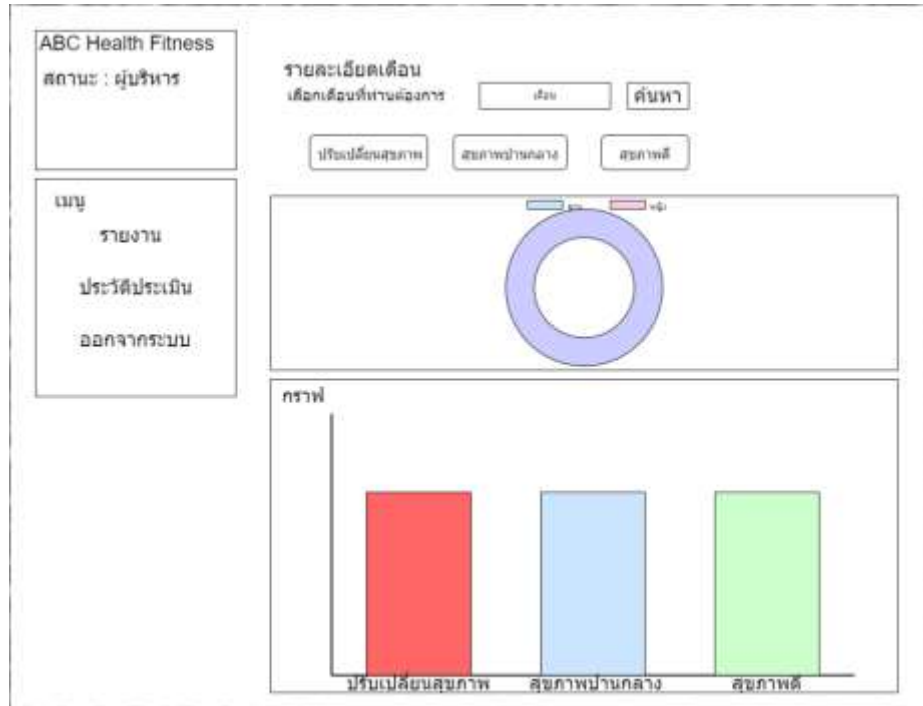 ABC Health Fitness
สถานะ : ผู้บริหาร
เมนู
รายงาน
ประวัติประเมิน
ออกจากระบบ
รายละเอียดเดือน
เลือกเดือนที่ท่านต้องการ
เดือน
ค้นหา
ปรับเปลี่ยนสุขภาพ
สุขภาพปานกลาง
สุขภาพดี
หญิง
กราฟ
ปรับเปลี่ยนสุขภาพ
สุขภาพปานกลาง
สุขภาพดี